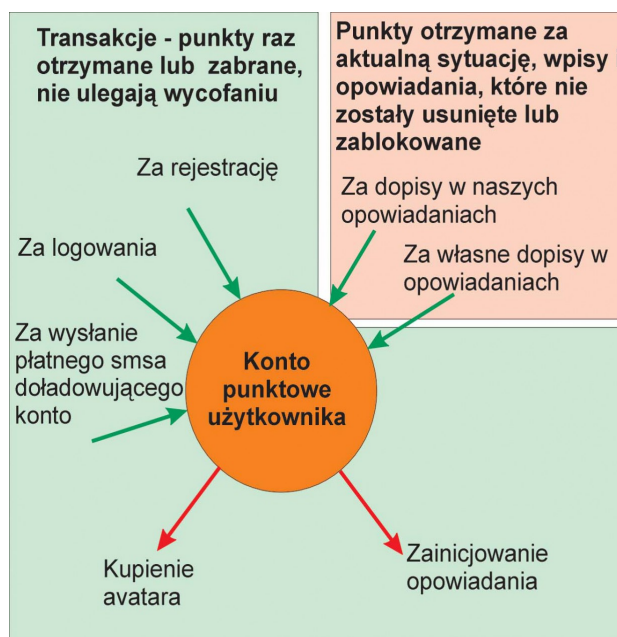 Transakcje - punkty raz
otrzymane lub zabrane,
nie ulegają wycofaniu
Punkty otrzymane za
aktualną sytuację, wpisy i
opowiadania, które nie
zostały usunięte lub
zablokowane
Za rejestrację
Za dopisy w naszych
opowiadaniach
Za logowania
Za własne dopisy w
opowiadaniach
Za wysłanie
płatnego smsa
doładowującego
konto
Konto
punktowe
użytkownika
Kupienie
avatara
Zainicjowanie
opowiadania